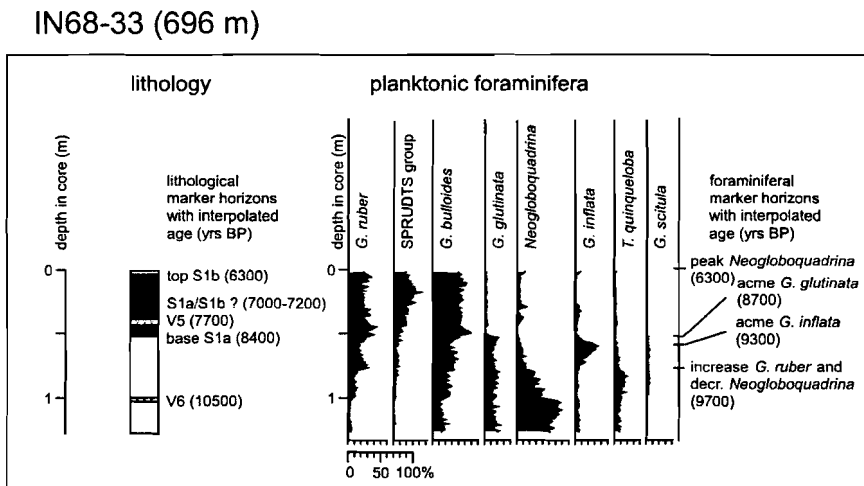 IN68-33 (696 m)
lithology
planktonic foraminifera
depth in core (m)
lithological
marker horizons
with interpolated
age (yrs BP)
depth in core (m)
G. ruber
SPRUDTS group
G. bulloides
G. glutinata
Neogloboquadrina
G. inflata
T. quinqueloba
G. scitula
foraminiferal
marker horizons
with interpolated
age (yrs BP)
0
top S1b (6300)
S1a/S1b ? (7000-7200)
V5 (7700)
base S1a (8400)
1
V6 (10500)
0
1
peak Neogloboquadrina
(6300)
acme G. glutinata
(8700)
acme G. inflata
(9300)
increase G. ruber and
decr. Neogloboquadrina
(9700)
0 50 100%